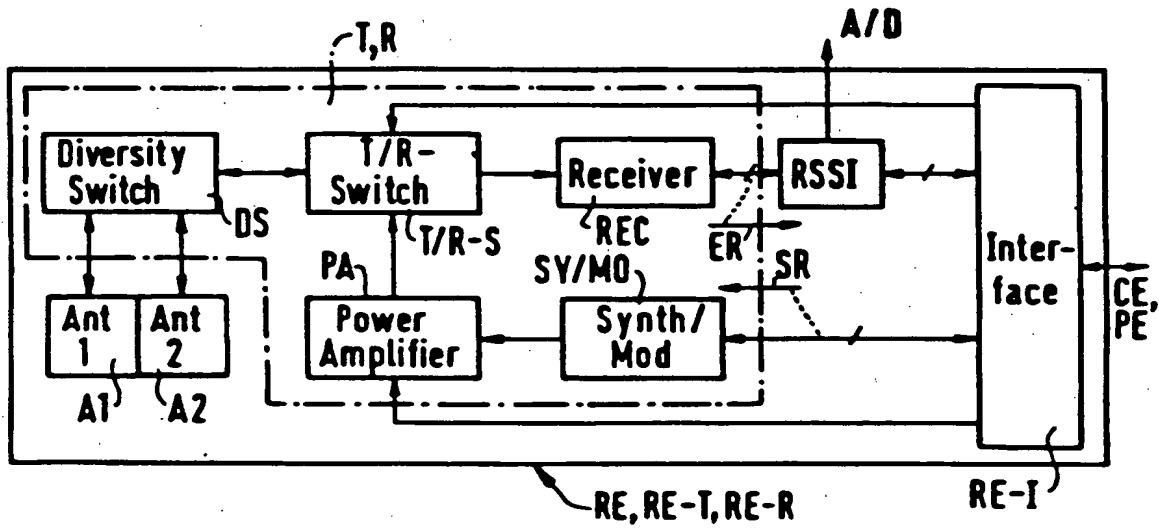 T,R
A/D
Diversity
Switch
DS
T/R-
Switch
T/R-S
Receiver
REC
RSSI
ER
SR
Inter-
face
CE,
PE
Ant
1
Ant
2
A1
A2
PA
Power
Amplifier
SY/MO
Synth/
Mod
RE-I
RE, RE-T, RE-R